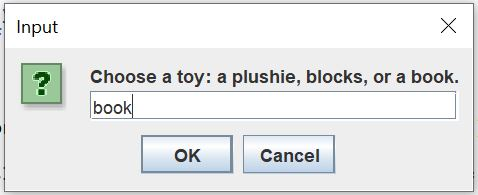 Input
Choose a toy: a plushie, blocks, or a book.
book
OK
Cancel